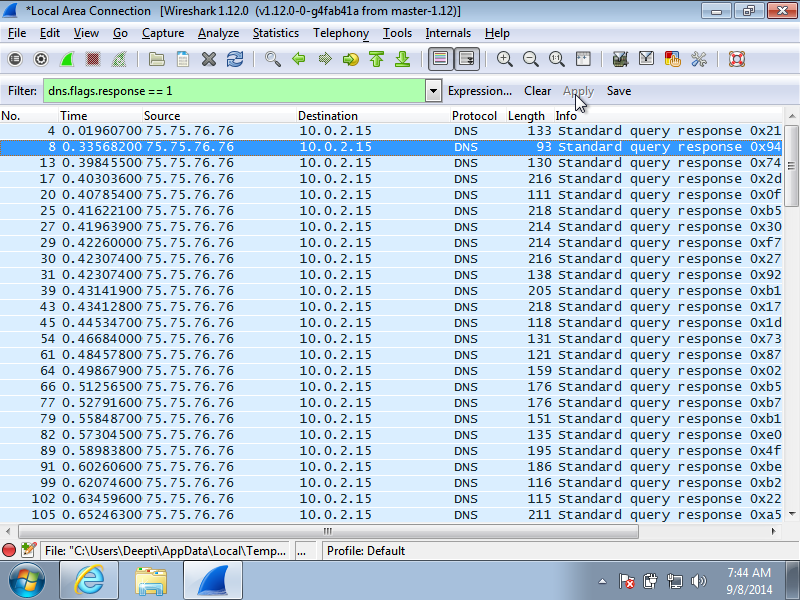 *Local Area Connection   [Wireshark 1.12.0  (v1.12.0-0-g4fab41a from master-1.12)]
File Edit View Go Capture Analyze Statistics Telephony Tools Internals Help
Filter: dns.flags.response == 1 Expression... Clear Apply Save
No. Time Source Destination Protocol Length Info
4 0.01960700 75.75.76.76 10.0.2.15 DNS 133 Standard query response 0x21
8 0.33568200 75.75.76.76 10.0.2.15 DNS 93 Standard query response 0x94
13 0.39845500 75.75.76.76 10.0.2.15 DNS 130 Standard query response 0x74
17 0.40303600 75.75.76.76 10.0.2.15 DNS 216 Standard query response 0x2d
20 0.40785400 75.75.76.76 10.0.2.15 DNS 111 Standard query response 0x0f
25 0.41622100 75.75.76.76 10.0.2.15 DNS 218 Standard query response 0xb5
27 0.41963900 75.75.76.76 10.0.2.15 DNS 214 Standard query response 0x30
29 0.42260000 75.75.76.76 10.0.2.15 DNS 214 Standard query response 0xf7
30 0.42307400 75.75.76.76 10.0.2.15 DNS 216 Standard query response 0x27
31 0.42307400 75.75.76.76 10.0.2.15 DNS 138 Standard query response 0x92
39 0.43141900 75.75.76.76 10.0.2.15 DNS 205 Standard query response 0xb1
43 0.43412800 75.75.76.76 10.0.2.15 DNS 218 Standard query response 0x17
45 0.44534700 75.75.76.76 10.0.2.15 DNS 118 Standard query response 0x1d
54 0.46684700 75.75.76.76 10.0.2.15 DNS 131 Standard query response 0x73
61 0.48457800 75.75.76.76 10.0.2.15 DNS 121 Standard query response 0x87
64 0.49867900 75.75.76.76 10.0.2.15 DNS 159 Standard query response 0x02
66 0.51256500 75.75.76.76 10.0.2.15 DNS 176 Standard query response 0xb5
77 0.52791600 75.75.76.76 10.0.2.15 DNS 176 Standard query response 0xb7
79 0.55848700 75.75.76.76 10.0.2.15 DNS 151 Standard query response 0xb1
82 0.57304500 75.75.76.76 10.0.2.15 DNS 135 Standard query response 0xe0
89 0.58983800 75.75.76.76 10.0.2.15 DNS 195 Standard query response 0x4f
91 0.60260600 75.75.76.76 10.0.2.15 DNS 186 Standard query response 0xbe
99 0.62074600 75.75.76.76 10.0.2.15 DNS 116 Standard query response 0xb2
102 0.63459600 75.75.76.76 10.0.2.15 DNS 115 Standard query response 0x22
105 0.65246300 75.75.76.76 10.0.2.15 DNS 211 Standard query response 0xa5
File: "C:\Users\Deepti\AppData\Local\Temp... ... Profile: Default
7:44 AM
9/8/2014